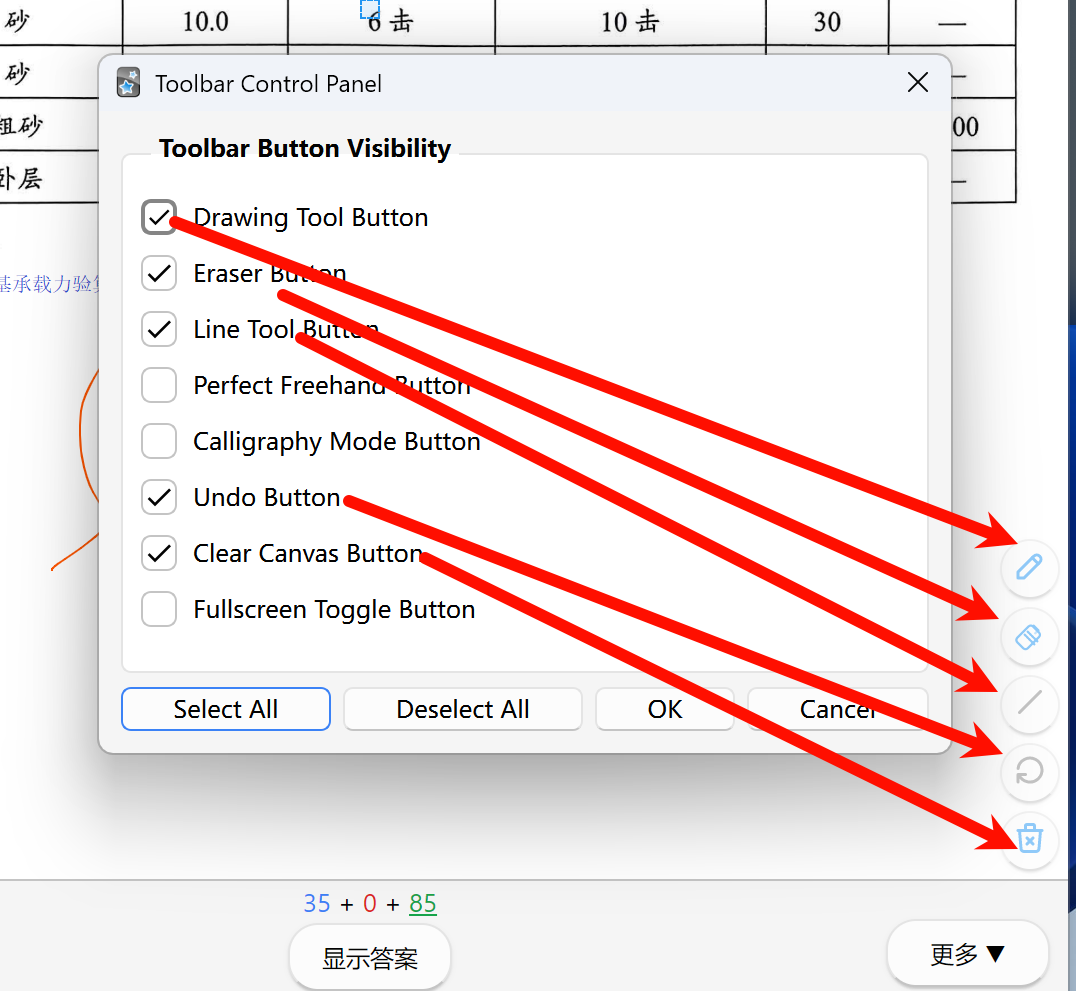 砂 10.0 6 击 10 击 30 —
Toolbar Control Panel
砂 —
Toolbar Button Visibility
粗砂 00
卧层 —
Drawing Tool Button
Eraser Button
基承载力验算
Line Tool Button
Perfect Freehand Button
Calligraphy Mode Button
Undo Button
Clear Canvas Button
Fullscreen Toggle Button
Select All Deselect All OK Cancel
35 + 0 + 85
显示答案
更多 ▼